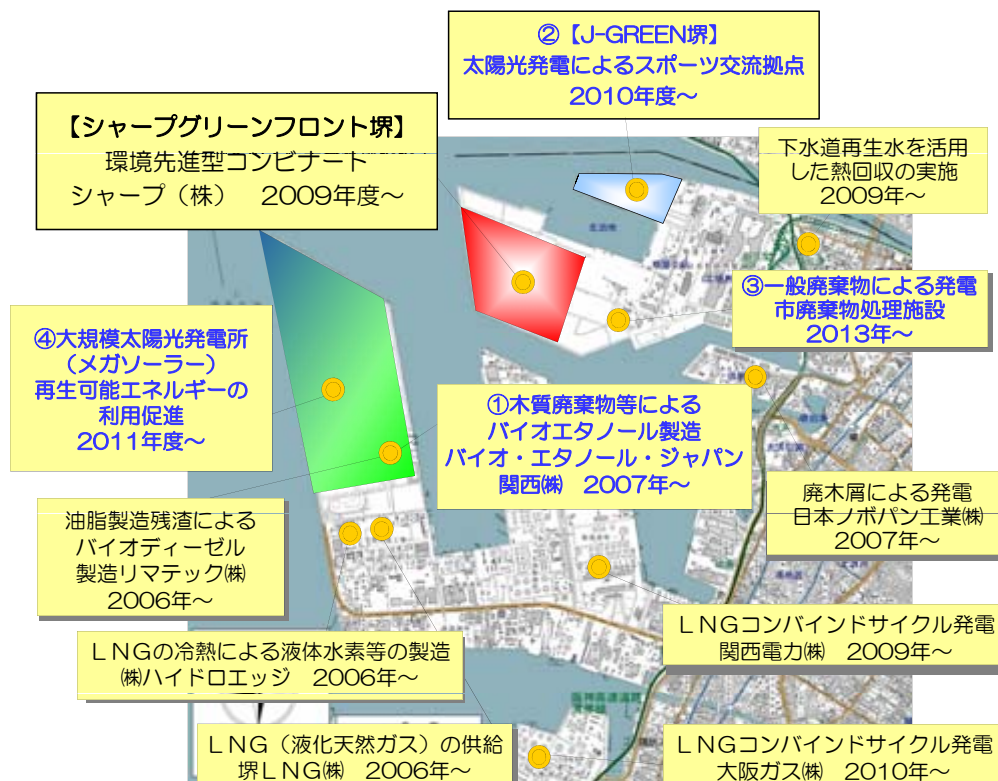 ②【J-GREEN堺】
太陽光発電によるスポーツ交流拠点
2010年度～
【シャープグリーンフロント堺】
環境先進型コンビナート
シャープ（株）　2009年度～
下水道再生水を活用
した熱回収の実施
2009年～
③一般廃棄物による発電
市廃棄物処理施設
2013年～
④大規模太陽光発電所
（メガソーラー）
再生可能エネルギーの
利用促進
2011年度～
①木質廃棄物等による
バイオエタノール製造
バイオ・エタノール・ジャパン
関西㈱　2007年～
廃木屑による発電
日本ノボパン工業㈱
2007年～
油脂製造残渣による
バイオディーゼル
製造リマテック㈱
2006年～
ＬＮＧコンバインドサイクル発電
関西電力㈱　2009年～
ＬＮＧの冷熱による液体水素等の製造
㈱ハイドロエッジ　2006年～
ＬＮＧ（液化天然ガス）の供給
堺ＬＮＧ㈱　2006年～
ＬＮＧコンバインドサイクル発電
大阪ガス㈱　2010年～